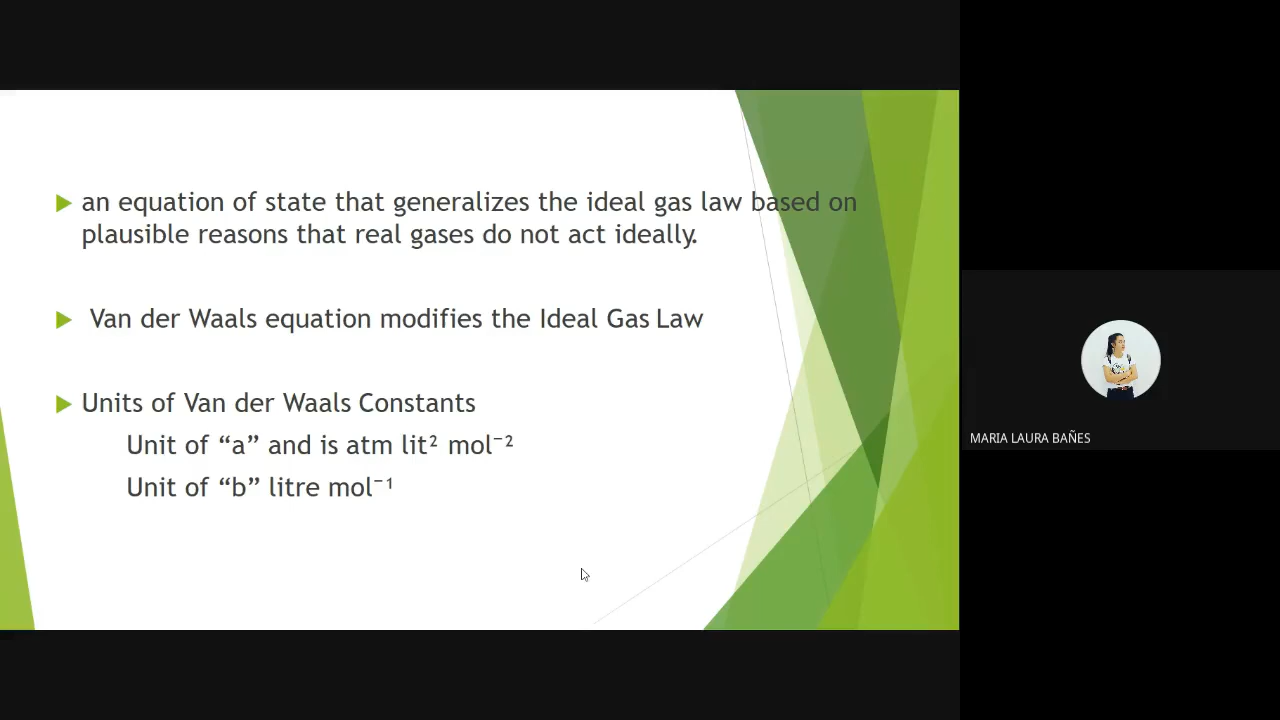 an equation of state that generalizes the ideal gas law based on
plausible reasons that real gases do not act ideally.
Van der Waals equation modifies the Ideal Gas Law
Units of Van der Waals Constants
Unit of “a” and is atm lit² mol⁻²
Unit of “b” litre mol⁻¹
MARIA LAURA BAÑES